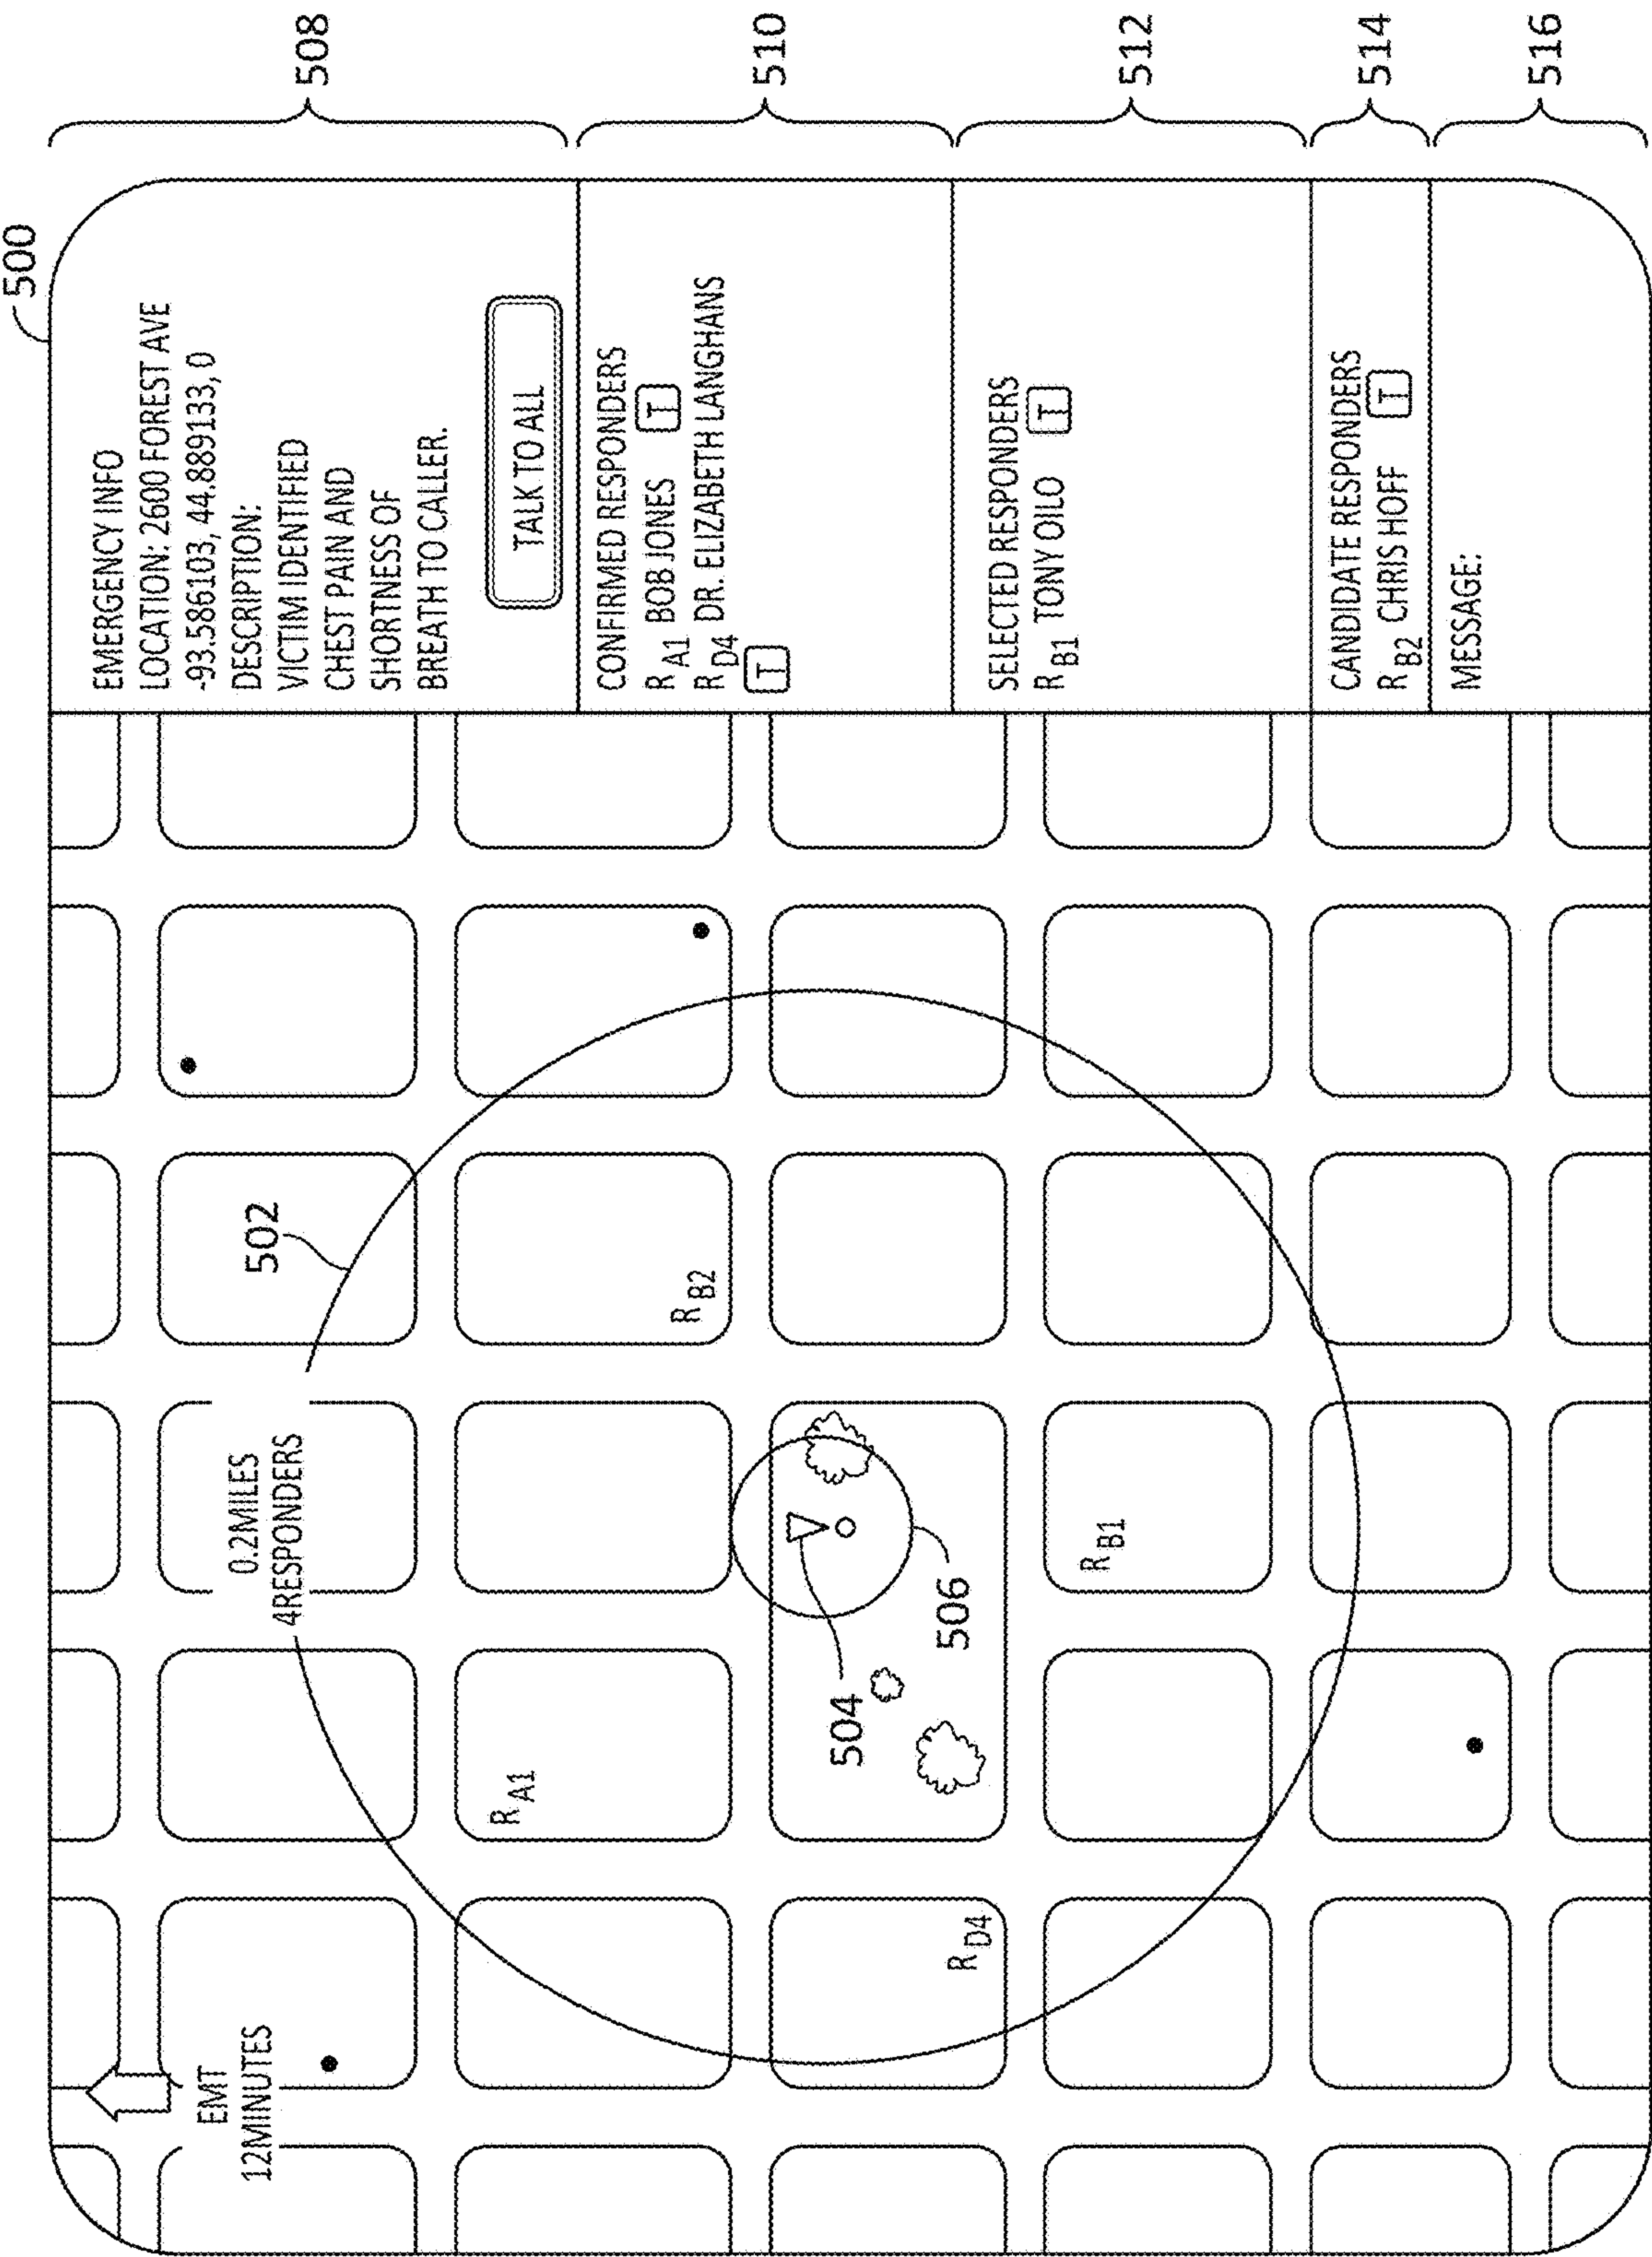 500
EMT
12MINUTES
0.2MILES
4RESPONDERS
502
R A1
R B2
504
506
R D4
R B1
EMERGENCY INFO
LOCATION: 2600 FOREST AVE
-93.586103, 44.889133, 0
DESCRIPTION:
VICTIM IDENTIFIED
CHEST PAIN AND
SHORTNESS OF
BREATH TO CALLER.
TALK TO ALL
508
CONFIRMED RESPONDERS
R A1 BOB JONES T
R D4 DR. ELIZABETH LANGHANS
T
510
SELECTED RESPONDERS
R B1 TONY OILO T
512
CANDIDATE RESPONDERS
R B2 CHRIS HOFF T
514
MESSAGE:
516